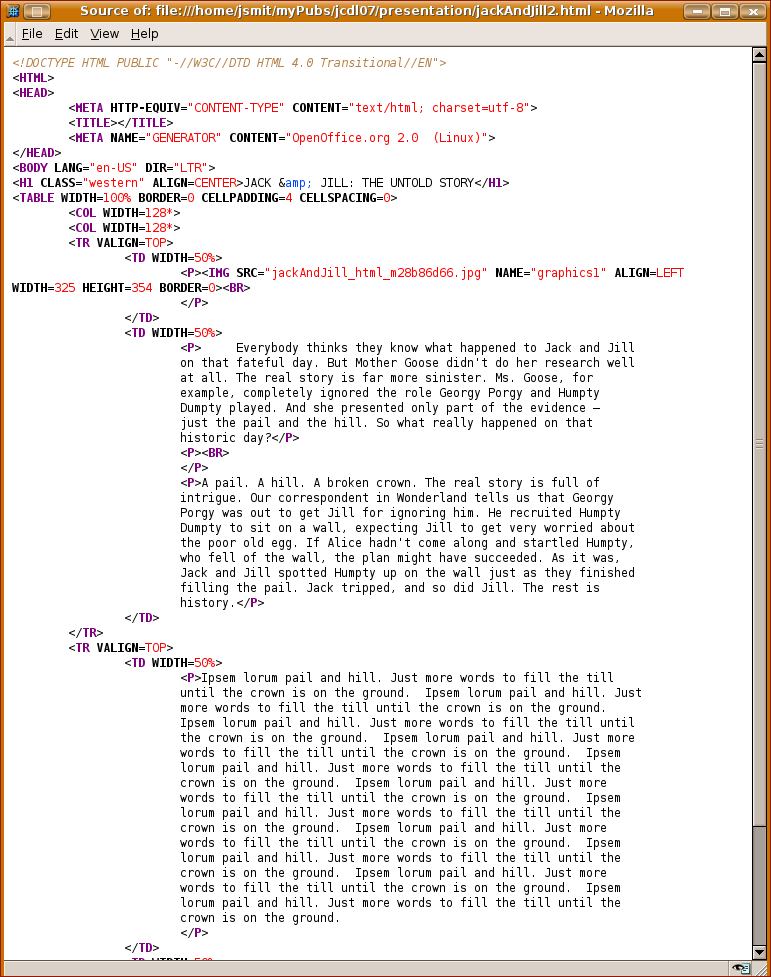 Source of: file:///home/jsmit/myPubs/jcdl07/presentation/jackAndJill2.html - Mozilla
File Edit View Help
<!DOCTYPE HTML PUBLIC "-//W3C//DTD HTML 4.0 Transitional//EN">
<HTML>
<HEAD>
<META HTTP-EQUIV="CONTENT-TYPE" CONTENT="text/html; charset=utf-8">
<TITLE></TITLE>
<META NAME="GENERATOR" CONTENT="OpenOffice.org 2.0  (Linux)">
</HEAD>
<BODY LANG="en-US" DIR="LTR">
<H1 CLASS="western" ALIGN=CENTER>JACK &amp; JILL: THE UNTOLD STORY</H1>
<TABLE WIDTH=100% BORDER=0 CELLPADDING=4 CELLSPACING=0>
<COL WIDTH=128*>
<COL WIDTH=128*>
<TR VALIGN=TOP>
<TD WIDTH=50%>
<P><IMG SRC="jackAndJill_html_m28b86d66.jpg" NAME="graphics1" ALIGN=LEFT
WIDTH=325 HEIGHT=354 BORDER=0><BR>
</P>
</TD>
<TD WIDTH=50%>
<P>     Everybody thinks they know what happened to Jack and Jill
on that fateful day. But Mother Goose didn't do her research well
at all. The real story is far more sinister. Ms. Goose, for
example, completely ignored the role Georgy Porgy and Humpty
Dumpty played. And she presented only part of the evidence –
just the pail and the hill. So what really happened on that
historic day?</P>
<P><BR>
</P>
<P>A pail. A hill. A broken crown. The real story is full of
intrigue. Our correspondent in Wonderland tells us that Georgy
Porgy was out to get Jill for ignoring him. He recruited Humpty
Dumpty to sit on a wall, expecting Jill to get very worried about
the poor old egg. If Alice hadn't come along and startled Humpty,
who fell of the wall, the plan might have succeeded. As it was,
Jack and Jill spotted Humpty up on the wall just as they finished
filling the pail. Jack tripped, and so did Jill. The rest is
history.</P>
</TD>
</TR>
<TR VALIGN=TOP>
<TD WIDTH=50%>
<P>Ipsem lorum pail and hill. Just more words to fill the till
until the crown is on the ground.  Ipsem lorum pail and hill. Just
more words to fill the till until the crown is on the ground.
Ipsem lorum pail and hill. Just more words to fill the till until
the crown is on the ground.  Ipsem lorum pail and hill. Just more
words to fill the till until the crown is on the ground.  Ipsem
lorum pail and hill. Just more words to fill the till until the
crown is on the ground.  Ipsem lorum pail and hill. Just more
words to fill the till until the crown is on the ground.  Ipsem
lorum pail and hill. Just more words to fill the till until the
crown is on the ground.  Ipsem lorum pail and hill. Just more
words to fill the till until the crown is on the ground.  Ipsem
lorum pail and hill. Just more words to fill the till until the
crown is on the ground.  Ipsem lorum pail and hill. Just more
words to fill the till until the crown is on the ground.  Ipsem
lorum pail and hill. Just more words to fill the till until the
crown is on the ground.
</P>
</TD>